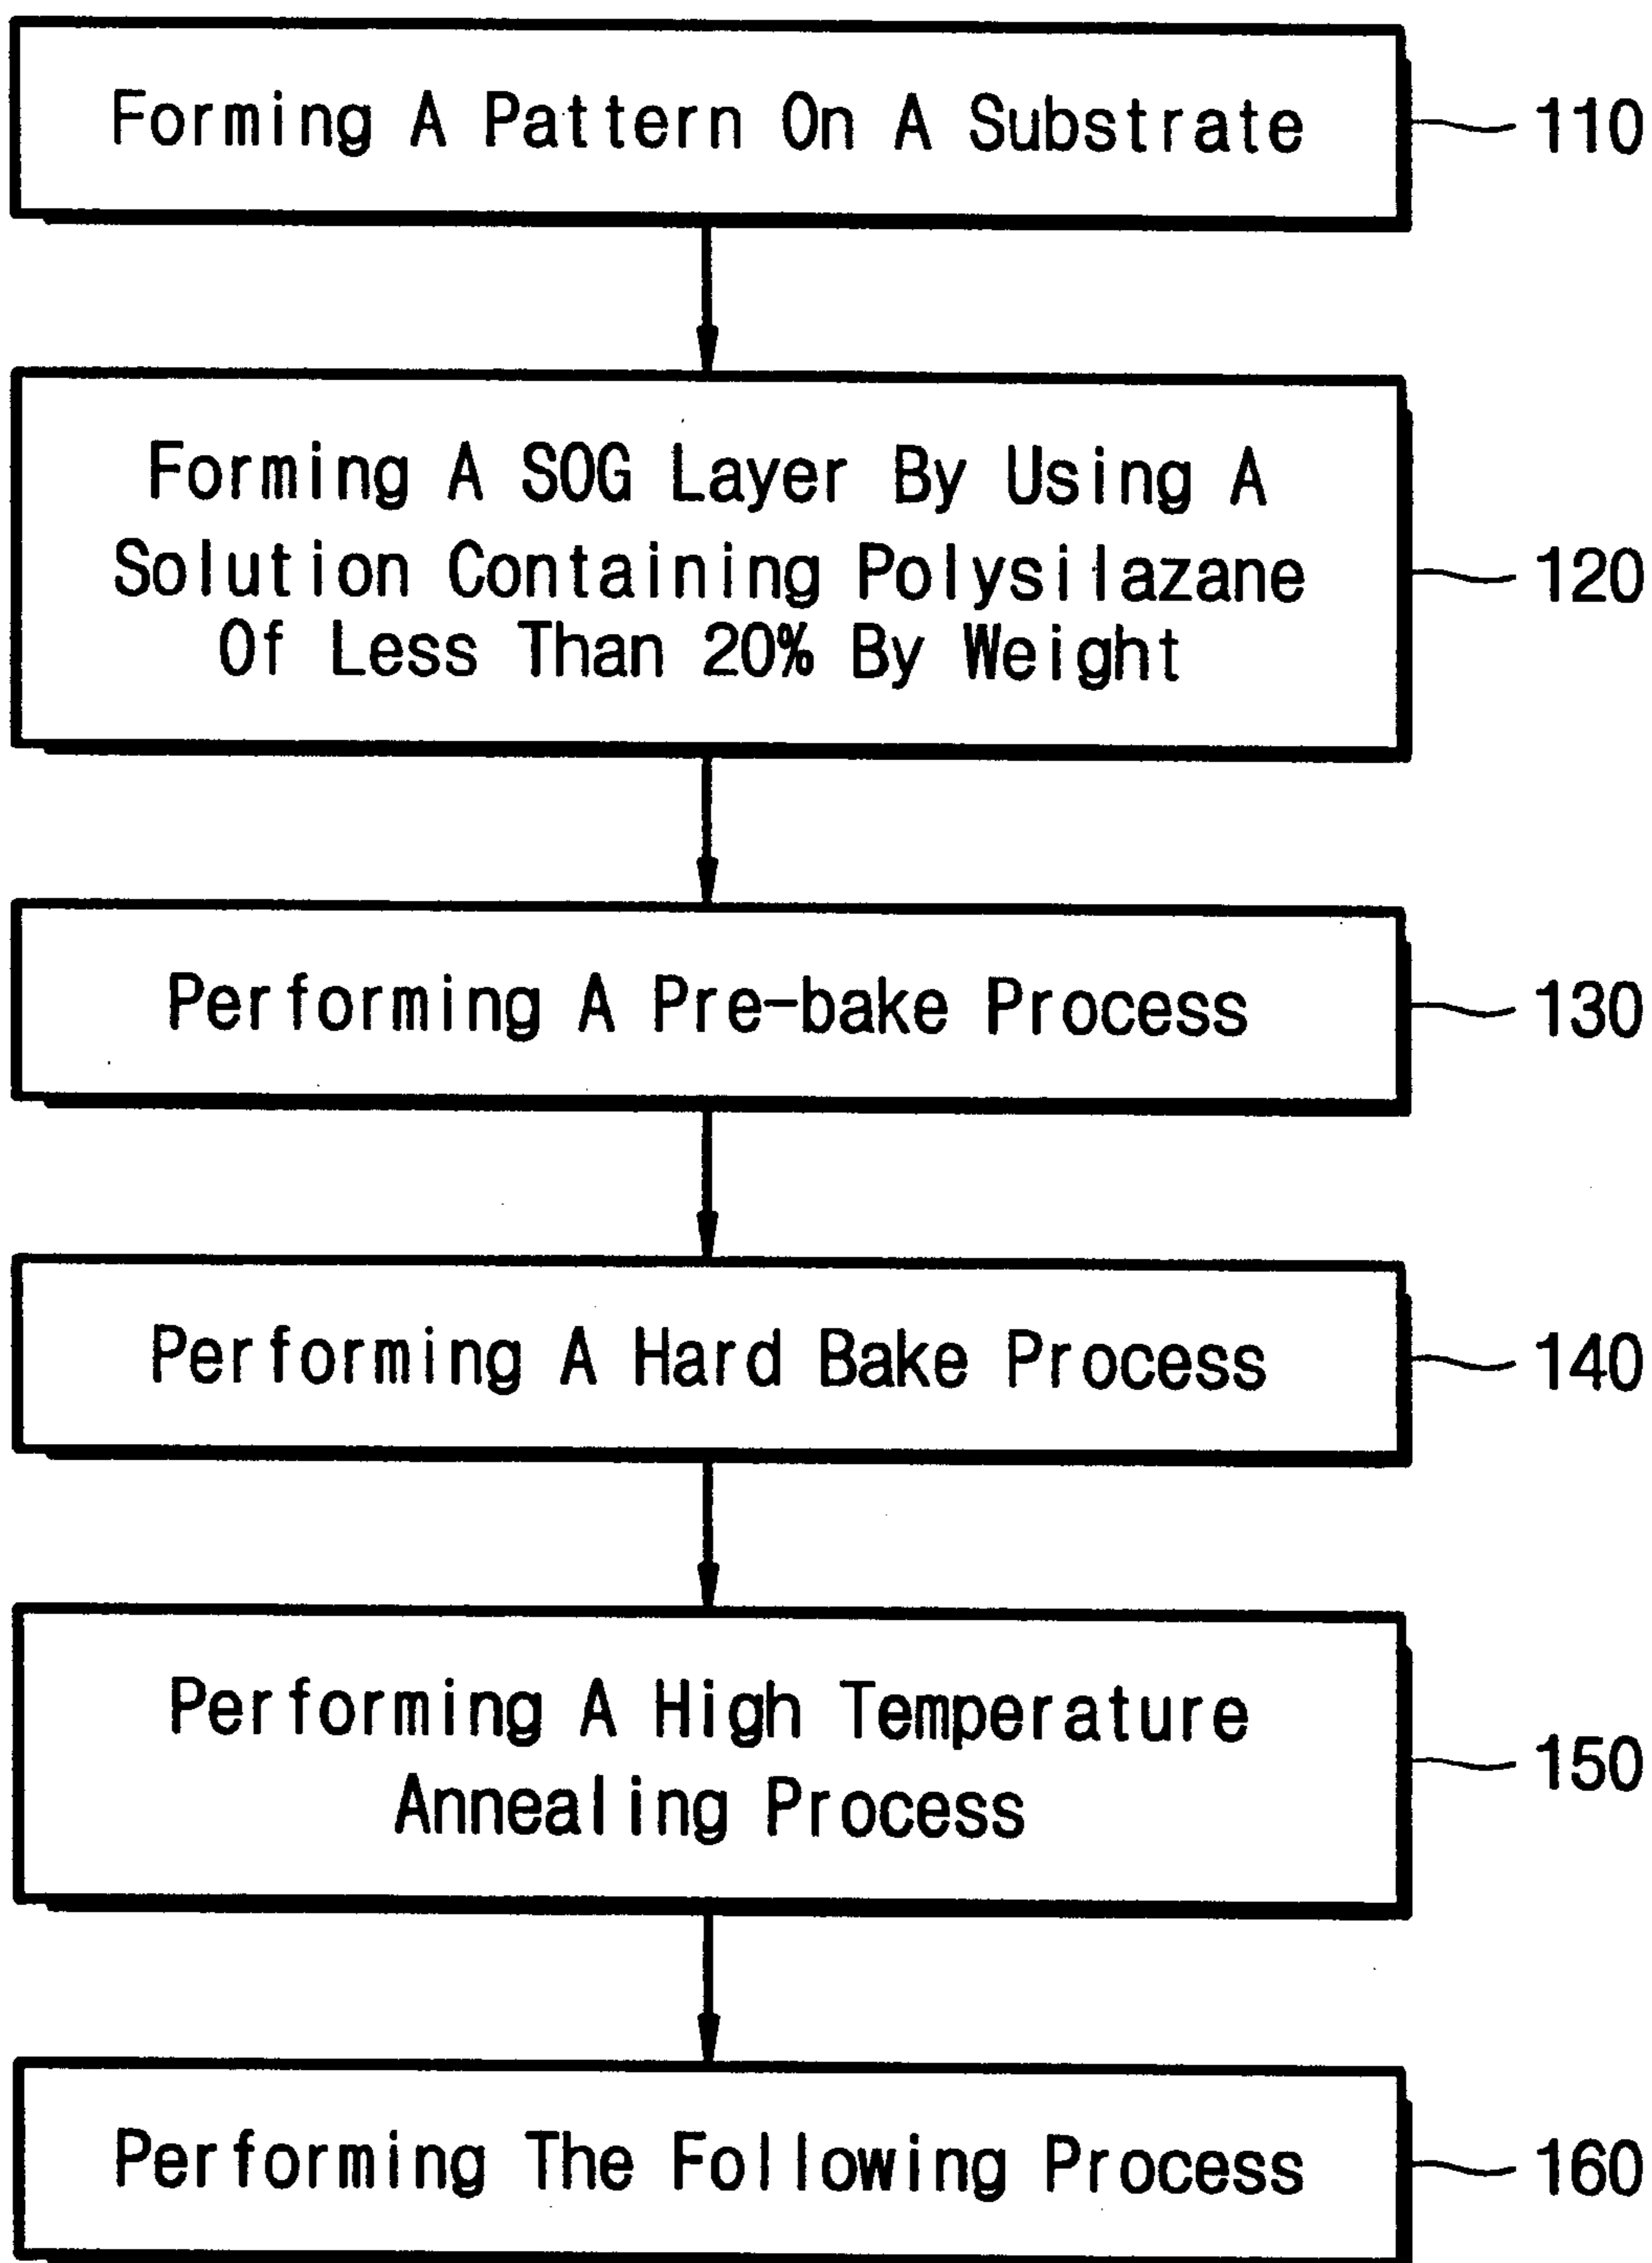 Forming A Pattern On A Substrate
110
Forming A SOG Layer By Using A
Solution Containing Polysilazane
Of Less Than 20% By Weight
120
Performing A Pre-bake Process
130
Performing A Hard Bake Process
140
Performing A High Temperature
Annealing Process
150
Performing The Following Process
160